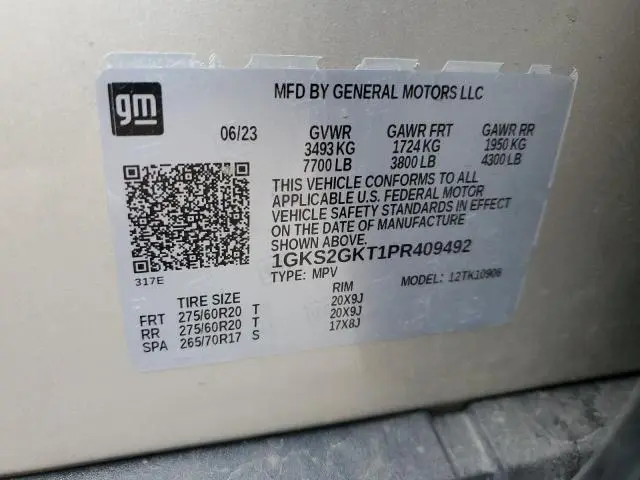 gm
MFD BY GENERAL MOTORS LLC
06/23 GVWR GAWR FRT GAWR RR
3493 KG 1724 KG 1950 KG
7700 LB 3800 LB 4300 LB
THIS VEHICLE CONFORMS TO ALL
APPLICABLE U.S. FEDERAL MOTOR
VEHICLE SAFETY STANDARDS IN EFFECT
ON THE DATE OF MANUFACTURE
SHOWN ABOVE.
1GKS2GKT1PR409492
317E
TYPE: MPV MODEL: 12TK10906
TIRE SIZE RIM
FRT 275/60R20 T 20X9J
RR 275/60R20 T 20X9J
SPA 265/70R17 S 17X8J